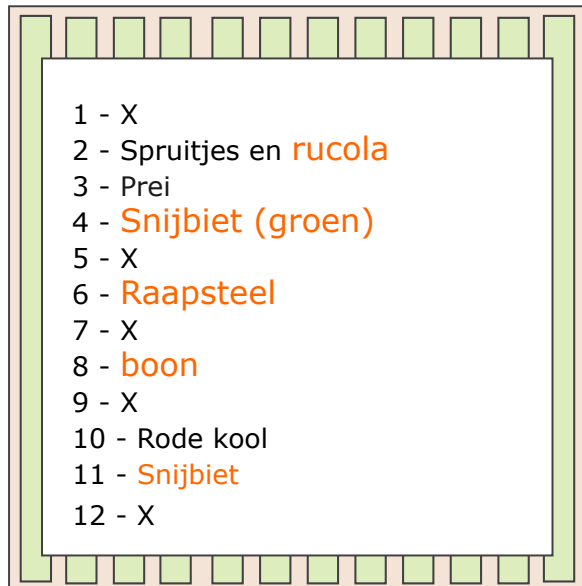 1 - X
2 - Spruitjes en rucola
3 - Prei
4 - Snijbiet (groen)
5 - X
6 - Raapsteel
7 - X
8 - boon
9 - X
10 - Rode kool
11 - Snijbiet
12 - X